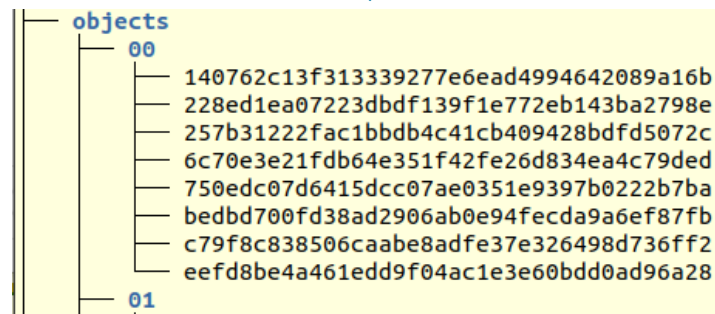 objects
00
140762c13f313339277e6ead4994642089a16b
228ed1ea07223dbdf139f1e772eb143ba2798e
257b31222fac1bbdb4c41cb409428bdfd5072c
6c70e3e21fdb64e351f42fe26d834ea4c79ded
750edc07d6415dcc07ae0351e9397b0222b7ba
bedbd700fd38ad2906ab0e94fecda9a6ef87fb
c79f8c838506caabe8adfe37e326498d736ff2
eefd8be4a461edd9f04ac1e3e60bdd0ad96a28
01